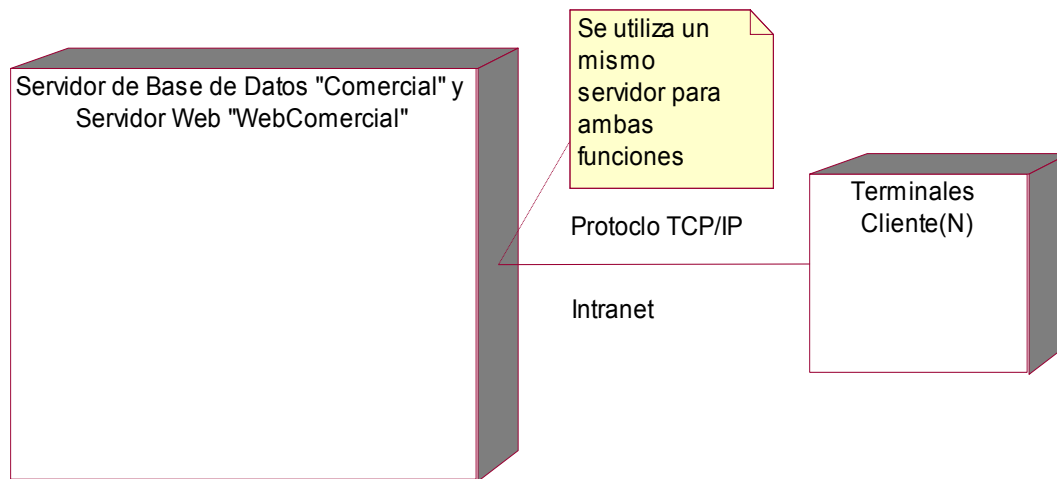 Servidor de Base de Datos "Comercial" y
Servidor Web "WebComercial"
Se utiliza un
mismo
servidor para
ambas
funciones
Protoclo TCP/IP
Intranet
Terminales
Cliente(N)